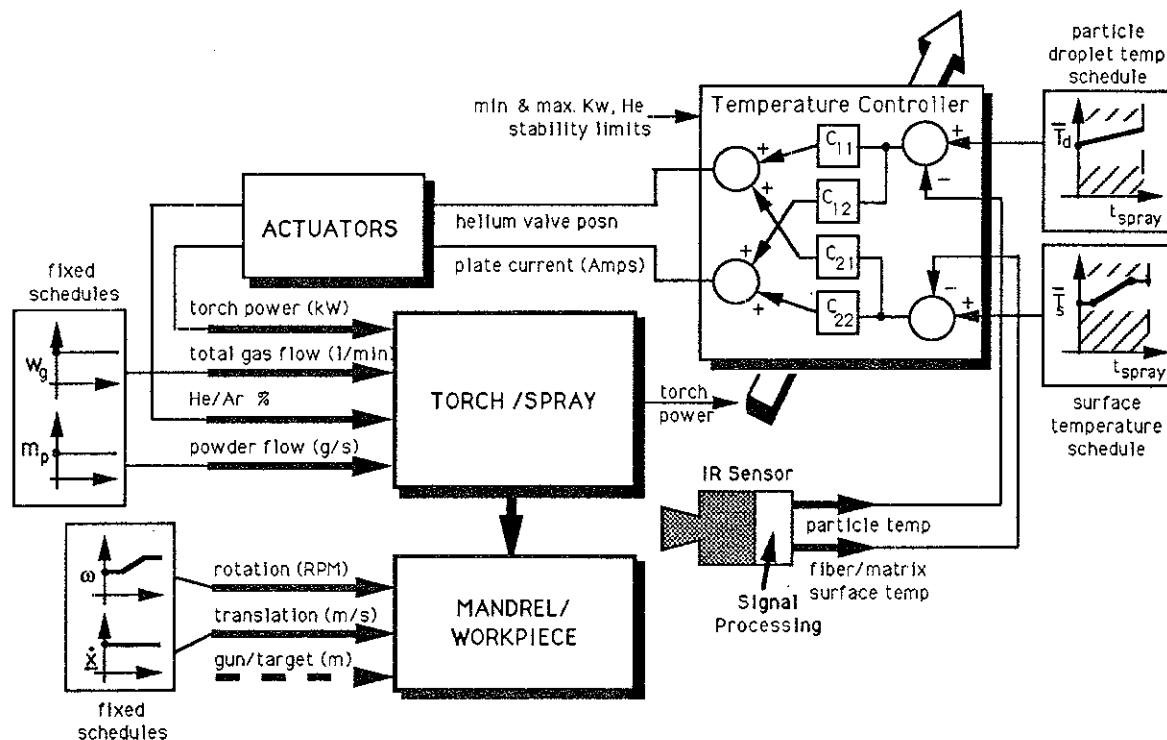 particle
droplet temp
schedule
min & max. Kw, He
stability limits
Temperature Controller
+
C11
+
−
T̅d
tspray
+
C12
ACTUATORS
helium valve posn
+
C21
plate current (Amps)
+
C22
−
+
T̅s
tspray
surface
temperature
schedule
fixed
schedules
wg
mp
torch power (kW)
total gas flow (l/min)
He/Ar %
powder flow (g/s)
TORCH /SPRAY
torch
power
IR Sensor
particle temp
fiber/matrix
surface temp
Signal
Processing
ω
ẋ
fixed
schedules
rotation (RPM)
translation (m/s)
gun/target (m)
MANDREL/
WORKPIECE